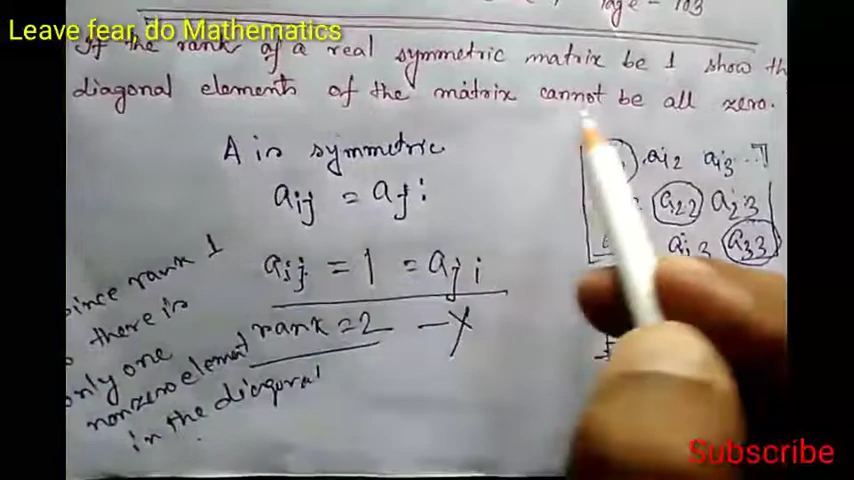 Page - 103
Leave fear, do Mathematics
If the rank of a real symmetric matrix be 1 show th
diagonal elements of the matrix cannot be all zero.
A is symmetric
aij = aji
aij = 1 = aji
rank = 2
since rank 1
there is
only one
nonzero element
in the diagonal
ai2 ai3 ...
a22 a23
ai3 a33
Subscribe